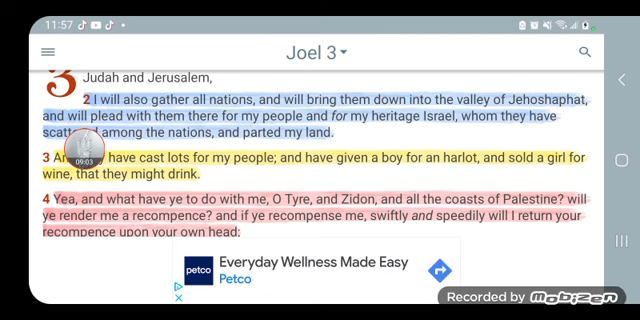 11:57
Joel 3
3 Judah and Jerusalem,
2 I will also gather all nations, and will bring them down into the valley of Jehoshaphat,
and will plead with them there for my people and for my heritage Israel, whom they have
among the nations, and parted my land.
3 have cast lots for my people; and have given a boy for an harlot, and sold a girl for
wine, that they might drink.
4 Yea, and what have ye to do with me, O Tyre, and Zidon, and all the coasts of Palestine? will
ye render me a recompence? and if ye recompense me, swiftly and speedily will I return your
recompence upon your own head;
09:03
petco
Everyday Wellness Made Easy
Petco
Recorded by Mobizen